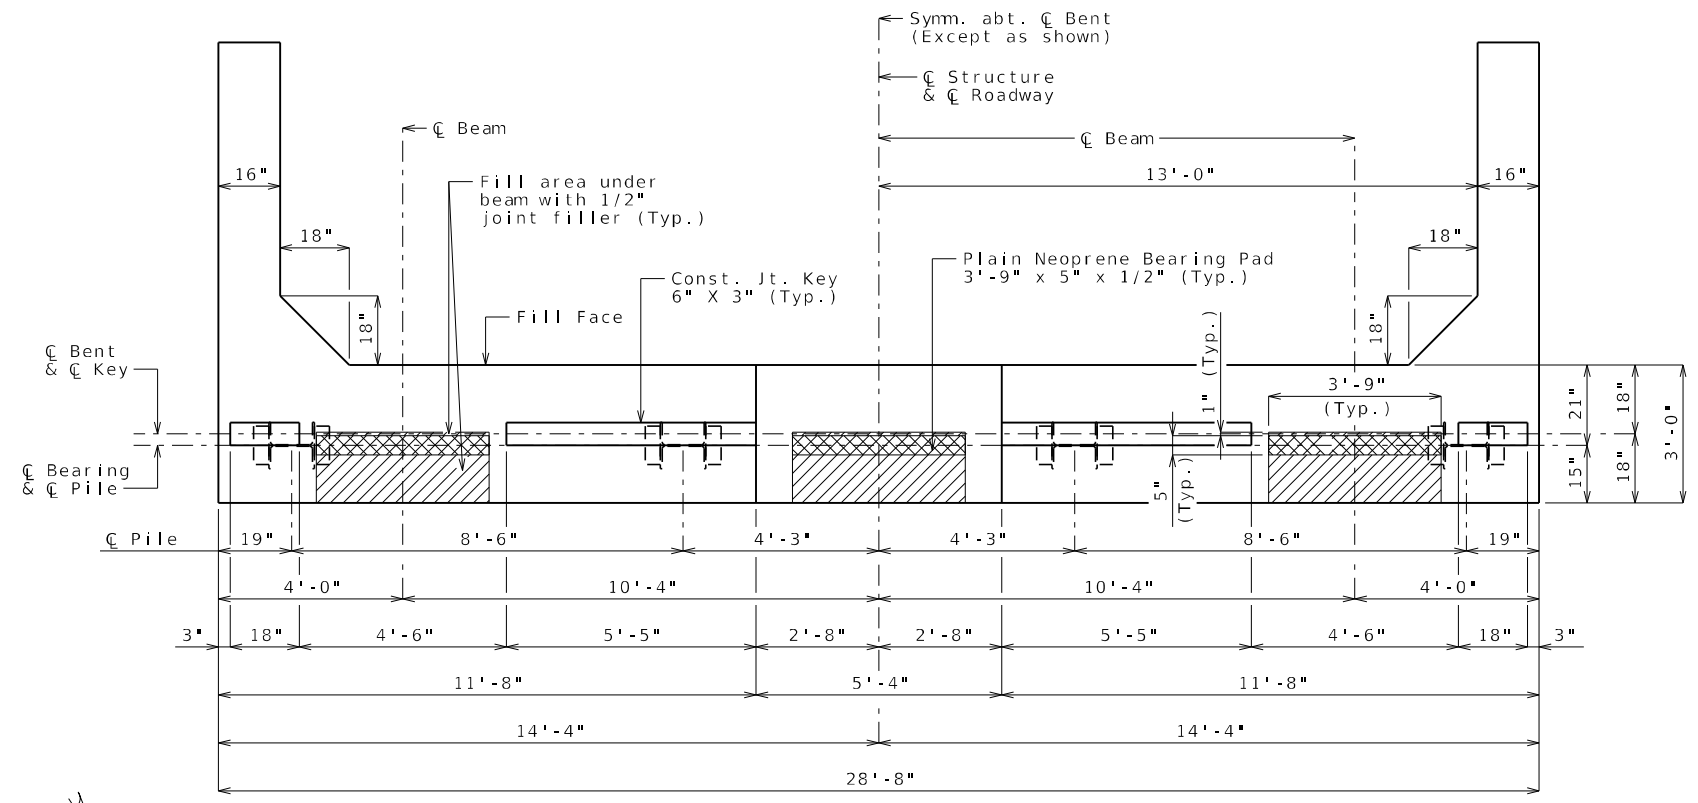 Symm. abt. ℄ Bent
(Except as shown)
℄ Structure
& ℄ Roadway
℄ Beam
℄ Beam
16"
Fill area under
beam with 1/2"
joint filler (Typ.)
13'-0"
16"
18"
18"
Plain Neoprene Bearing Pad
3'-9" x 5" x 1/2" (Typ.)
Const. Jt. Key
6" X 3" (Typ.)
Fill Face
18"
1" (Typ.)
18"
℄ Bent
& ℄ Key
3'-9"
(Typ.)
21"
18"
3'-0"
℄ Bearing
& ℄ Pile
5"
(Typ.)
15"
18"
℄ Pile
19"
8'-6"
4'-3"
4'-3"
8'-6"
19"
4'-0"
10'-4"
10'-4"
4'-0"
3"
18"
4'-6"
5'-5"
2'-8"
2'-8"
5'-5"
4'-6"
18"
3"
11'-8"
5'-4"
11'-8"
14'-4"
14'-4"
28'-8"